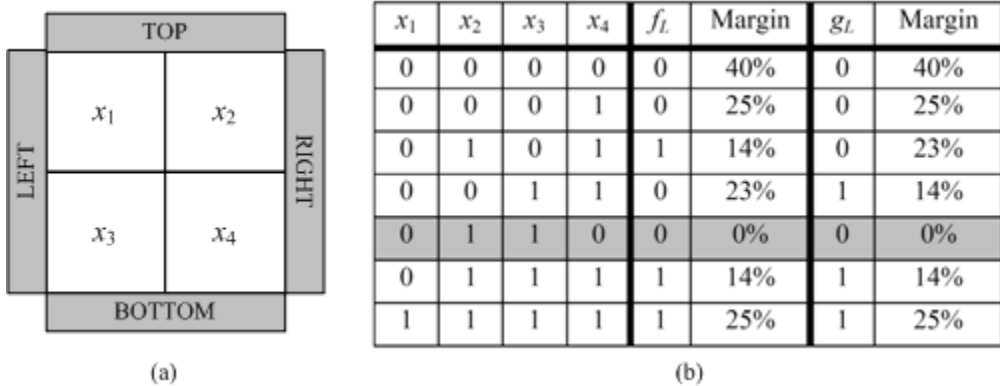 TOP
LEFT
x₁ x₂
RIGHT
x₃ x₄
BOTTOM
(a)
x₁ x₂ x₃ x₄ f_L Margin g_L Margin
0 0 0 0 0 40% 0 40%
0 0 0 1 0 25% 0 25%
0 1 0 1 1 14% 0 23%
0 0 1 1 0 23% 1 14%
0 1 1 0 0 0% 0 0%
0 1 1 1 1 14% 1 14%
1 1 1 1 1 25% 1 25%
(b)